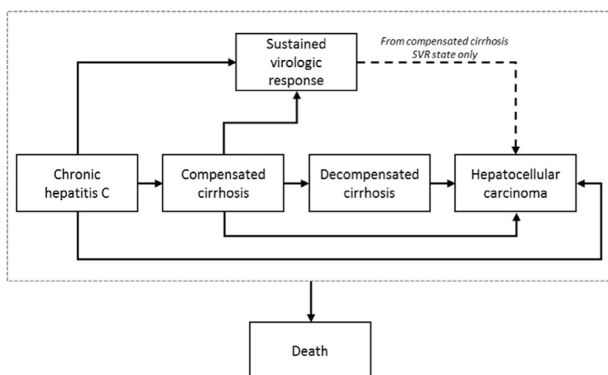 Sustained
virologic
response
From compensated cirrhosis
SVR state only
Chronic
hepatitis C
Compensated
cirrhosis
Decompensated
cirrhosis
Hepatocellular
carcinoma
Death